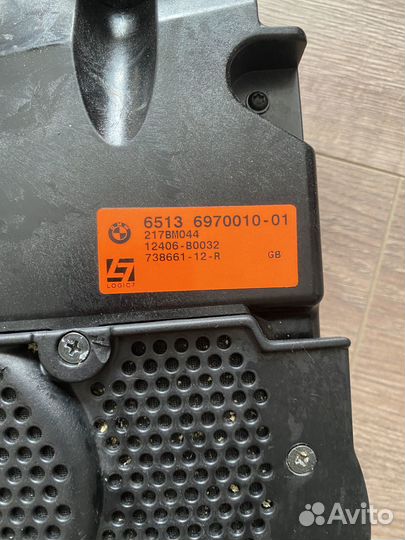 6513 6970010-01
217BM044
12406-B0032
738661-12-R GB
LOGIC7
Avito